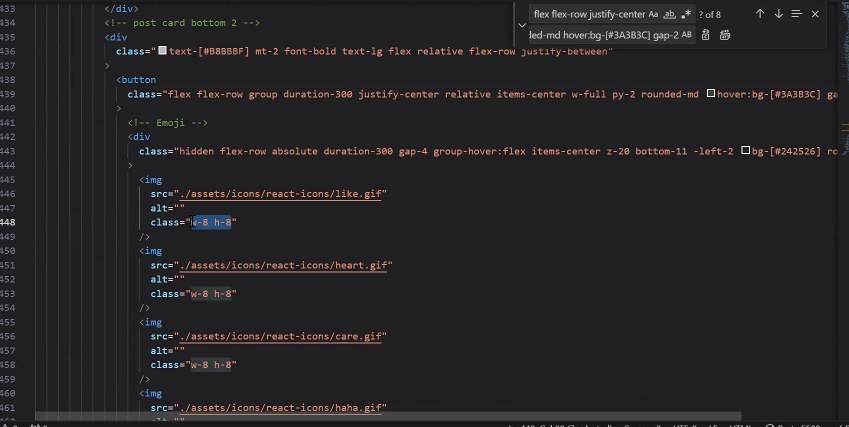 433 </div>
434 <!-- post card bottom 2 -->
435 <div
436 class="text-[#B8BBBF] mt-2 font-bold text-lg flex relative flex-row justify-between"
437 >
438 <button
439 class="flex flex-row group duration-300 justify-center relative items-center w-full py-2 rounded-md hover:bg-[#3A3B3C] ga
440 >
441 <!-- Emoji -->
442 <div
443 class="hidden flex-row absolute duration-300 gap-4 group-hover:flex items-center z-20 bottom-11 -left-2 bg-[#242526] ro
444 >
445 <img
446 src="./assets/icons/react-icons/like.gif"
447 alt=""
448 class="w-8 h-8"
449 />
450 <img
451 src="./assets/icons/react-icons/heart.gif"
452 alt=""
453 class="w-8 h-8"
454 />
455 <img
456 src="./assets/icons/react-icons/care.gif"
457 alt=""
458 class="w-8 h-8"
459 />
460 <img
461 src="./assets/icons/react-icons/haha.gif"
flex flex-row justify-center Aa ab .* ? of 8
ded-md hover:bg-[#3A3B3C] gap-2 AB